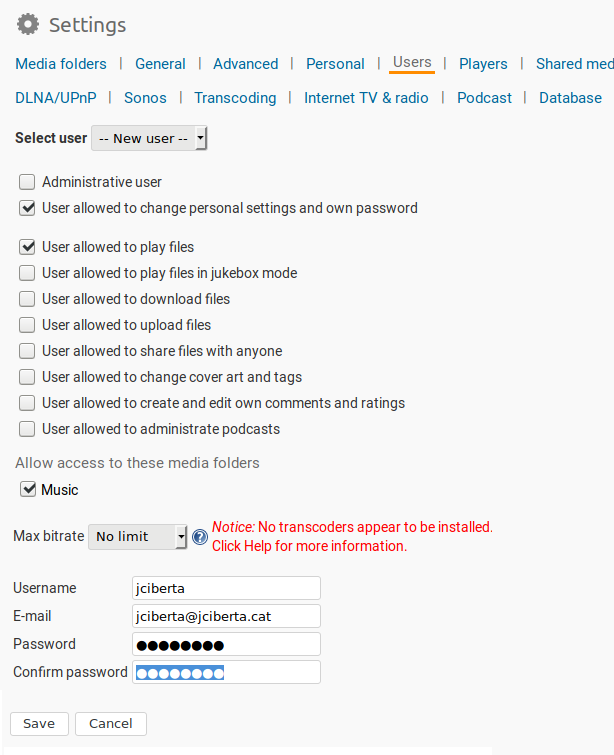 Settings
Media folders | General | Advanced | Personal | Users | Players | Shared med
DLNA/UPnP | Sonos | Transcoding | Internet TV & radio | Podcast | Database
Select user -- New user --
Administrative user
User allowed to change personal settings and own password
User allowed to play files
User allowed to play files in jukebox mode
User allowed to download files
User allowed to upload files
User allowed to share files with anyone
User allowed to change cover art and tags
User allowed to create and edit own comments and ratings
User allowed to administrate podcasts
Allow access to these media folders
Music
Max bitrate No limit ? Notice: No transcoders appear to be installed.
Click Help for more information.
Username jciberta
E-mail jciberta@jciberta.cat
Password ●●●●●●●●
Confirm password ●●●●●●●●
Save Cancel